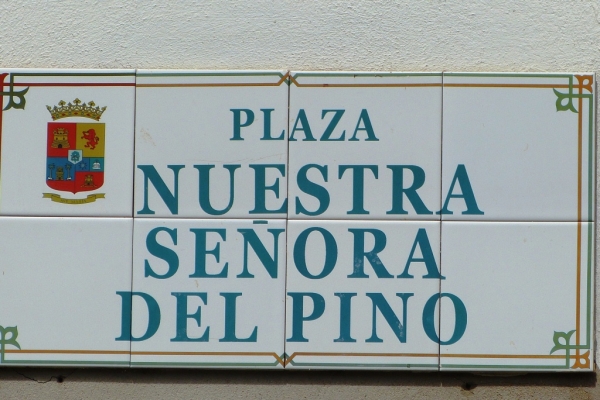 PLAZA
NUESTRA
SEÑORA
DEL PINO